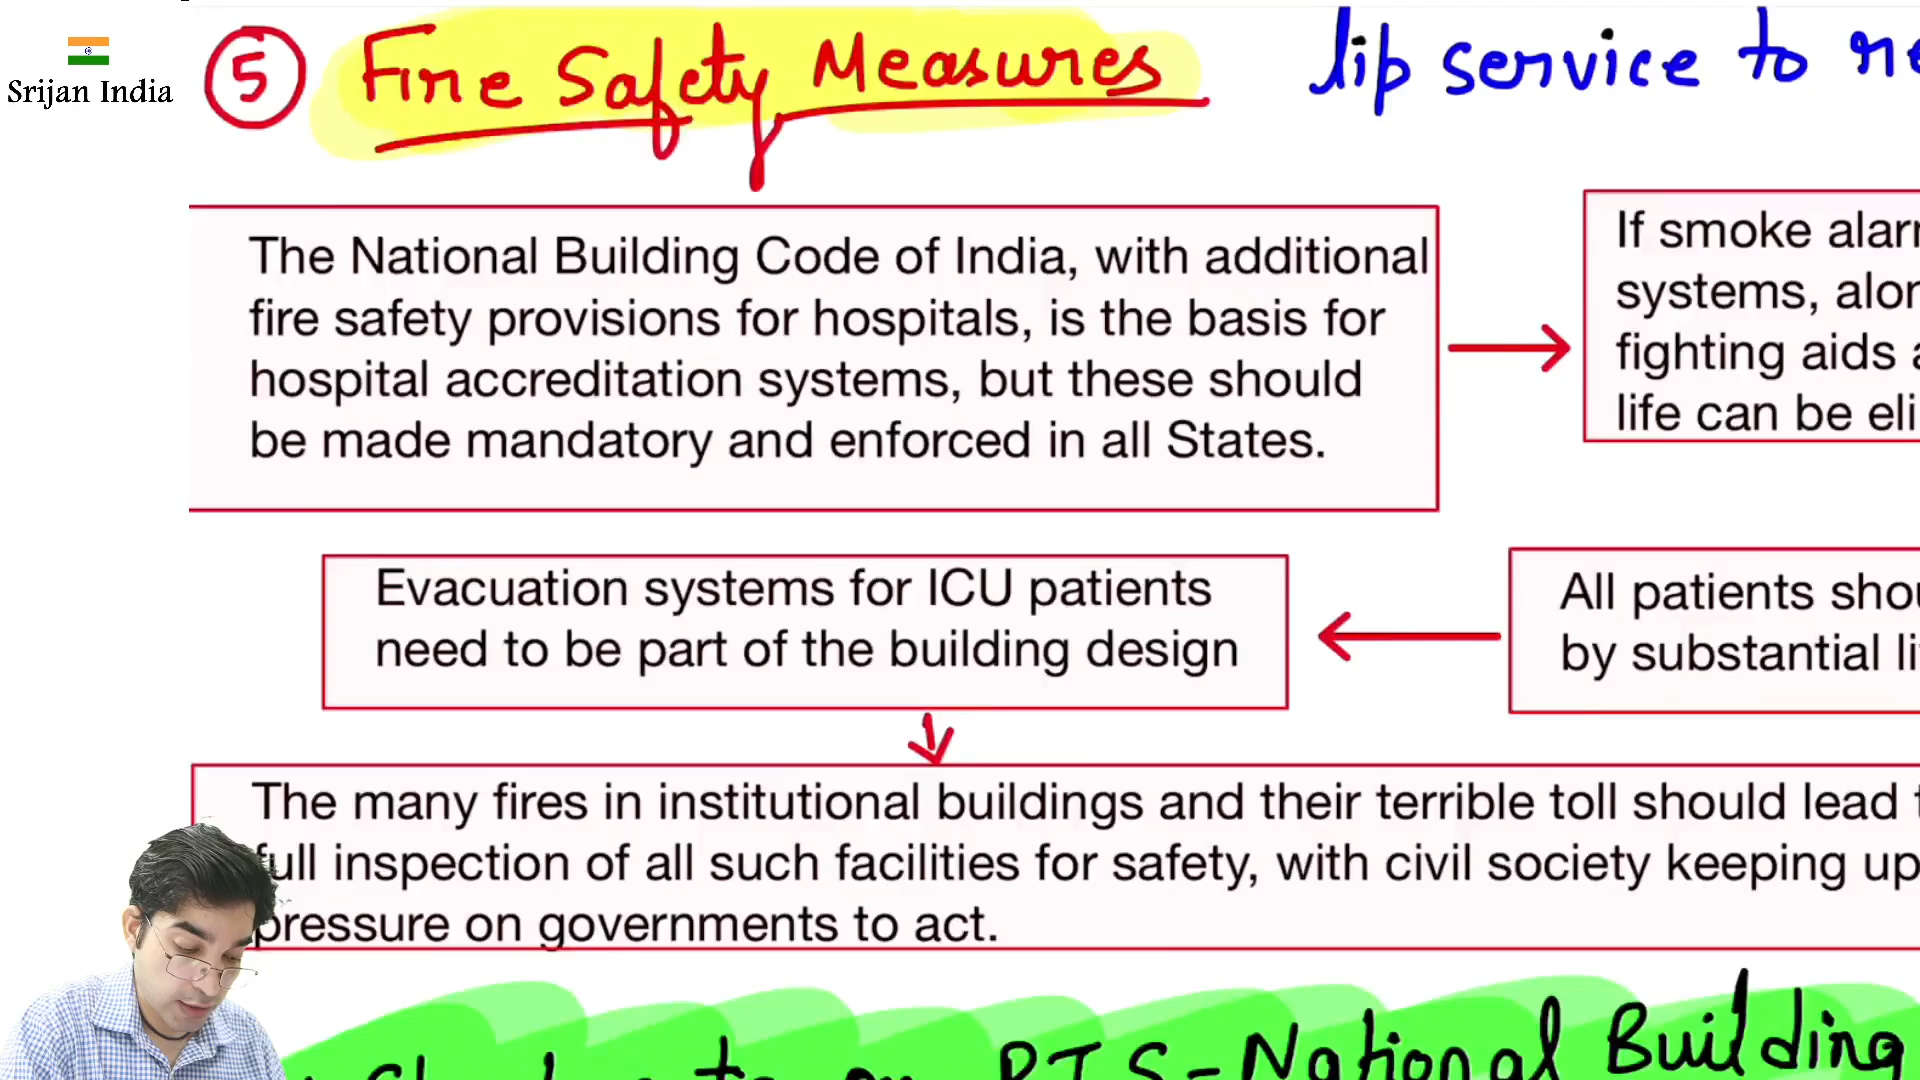 Srijan India
5 Fire Safety Measures
lip service to re
The National Building Code of India, with additional
fire safety provisions for hospitals, is the basis for
hospital accreditation systems, but these should
be made mandatory and enforced in all States.
If smoke alar
systems, alon
fighting aids a
life can be eli
All patients shou
by substantial li
Evacuation systems for ICU patients
need to be part of the building design
The many fires in institutional buildings and their terrible toll should lead t
full inspection of all such facilities for safety, with civil society keeping up
pressure on governments to act.
National Building